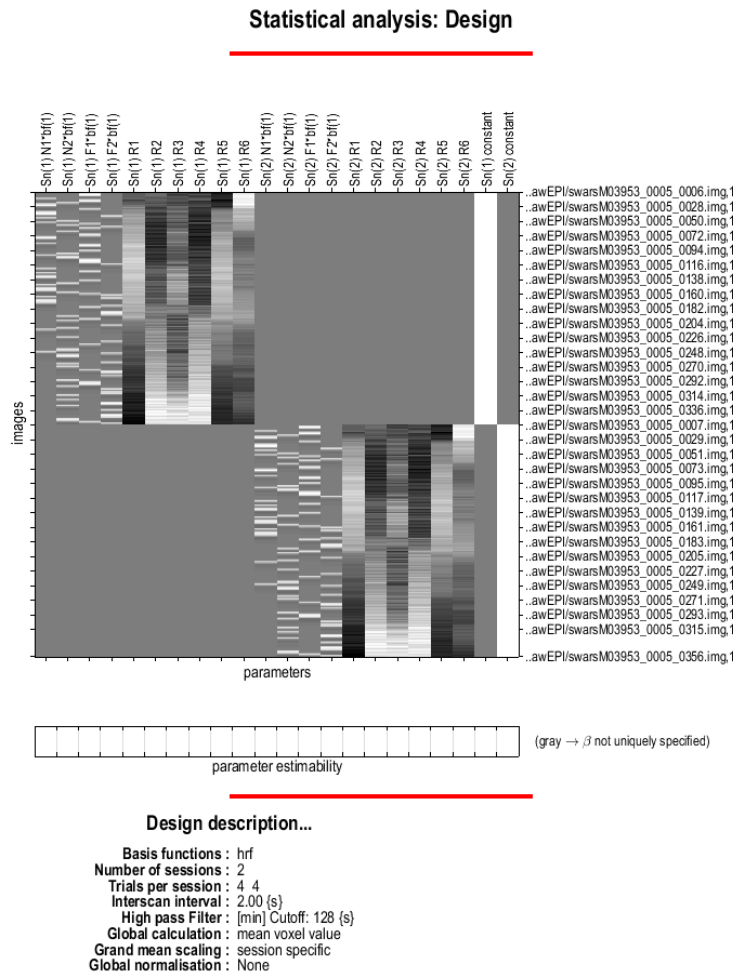 Statistical analysis: Design
Sn(1) N1*bf(1)
Sn(1) N2*bf(1)
Sn(1) F1*bf(1)
Sn(1) F2*bf(1)
Sn(1) R1
Sn(1) R2
Sn(1) R3
Sn(1) R4
Sn(1) R5
Sn(1) R6
Sn(2) N1*bf(1)
Sn(2) N2*bf(1)
Sn(2) F1*bf(1)
Sn(2) F2*bf(1)
Sn(2) R1
Sn(2) R2
Sn(2) R3
Sn(2) R4
Sn(2) R5
Sn(2) R6
Sn(1) constant
Sn(2) constant
images
..awEPI/swarsM03953_0005_0006.img,1
..awEPI/swarsM03953_0005_0028.img,1
..awEPI/swarsM03953_0005_0050.img,1
..awEPI/swarsM03953_0005_0072.img,1
..awEPI/swarsM03953_0005_0094.img,1
..awEPI/swarsM03953_0005_0116.img,1
..awEPI/swarsM03953_0005_0138.img,1
..awEPI/swarsM03953_0005_0160.img,1
..awEPI/swarsM03953_0005_0182.img,1
..awEPI/swarsM03953_0005_0204.img,1
..awEPI/swarsM03953_0005_0226.img,1
..awEPI/swarsM03953_0005_0248.img,1
..awEPI/swarsM03953_0005_0270.img,1
..awEPI/swarsM03953_0005_0292.img,1
..awEPI/swarsM03953_0005_0314.img,1
..awEPI/swarsM03953_0005_0336.img,1
..awEPI/swarsM03953_0005_0007.img,1
..awEPI/swarsM03953_0005_0029.img,1
..awEPI/swarsM03953_0005_0051.img,1
..awEPI/swarsM03953_0005_0073.img,1
..awEPI/swarsM03953_0005_0095.img,1
..awEPI/swarsM03953_0005_0117.img,1
..awEPI/swarsM03953_0005_0139.img,1
..awEPI/swarsM03953_0005_0161.img,1
..awEPI/swarsM03953_0005_0183.img,1
..awEPI/swarsM03953_0005_0205.img,1
..awEPI/swarsM03953_0005_0227.img,1
..awEPI/swarsM03953_0005_0249.img,1
..awEPI/swarsM03953_0005_0271.img,1
..awEPI/swarsM03953_0005_0293.img,1
..awEPI/swarsM03953_0005_0315.img,1
..awEPI/swarsM03953_0005_0356.img,1
parameters
(gray → β not uniquely specified)
parameter estimability
Design description...
Basis functions : hrf
Number of sessions : 2
Trials per session : 4 4
Interscan interval : 2.00 {s}
High pass Filter : [min] Cutoff: 128 {s}
Global calculation : mean voxel value
Grand mean scaling : session specific
Global normalisation : None